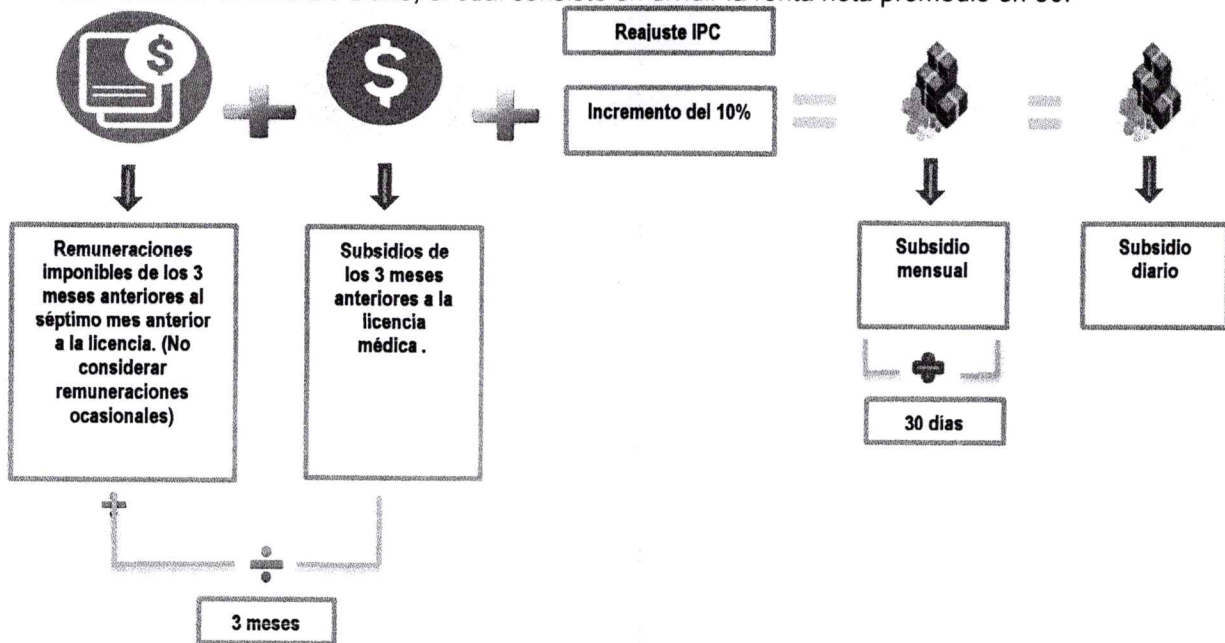 Reajuste IPC
Incremento del 10%
Remuneraciones
imponibles de los 3
meses anteriores al
séptimo mes anterior
a la licencia. (No
considerar
remuneraciones
ocasionales)
Subsidios de
los 3 meses
anteriores a la
licencia
médica .
Subsidio
mensual
Subsidio
diario
30 días
3 meses